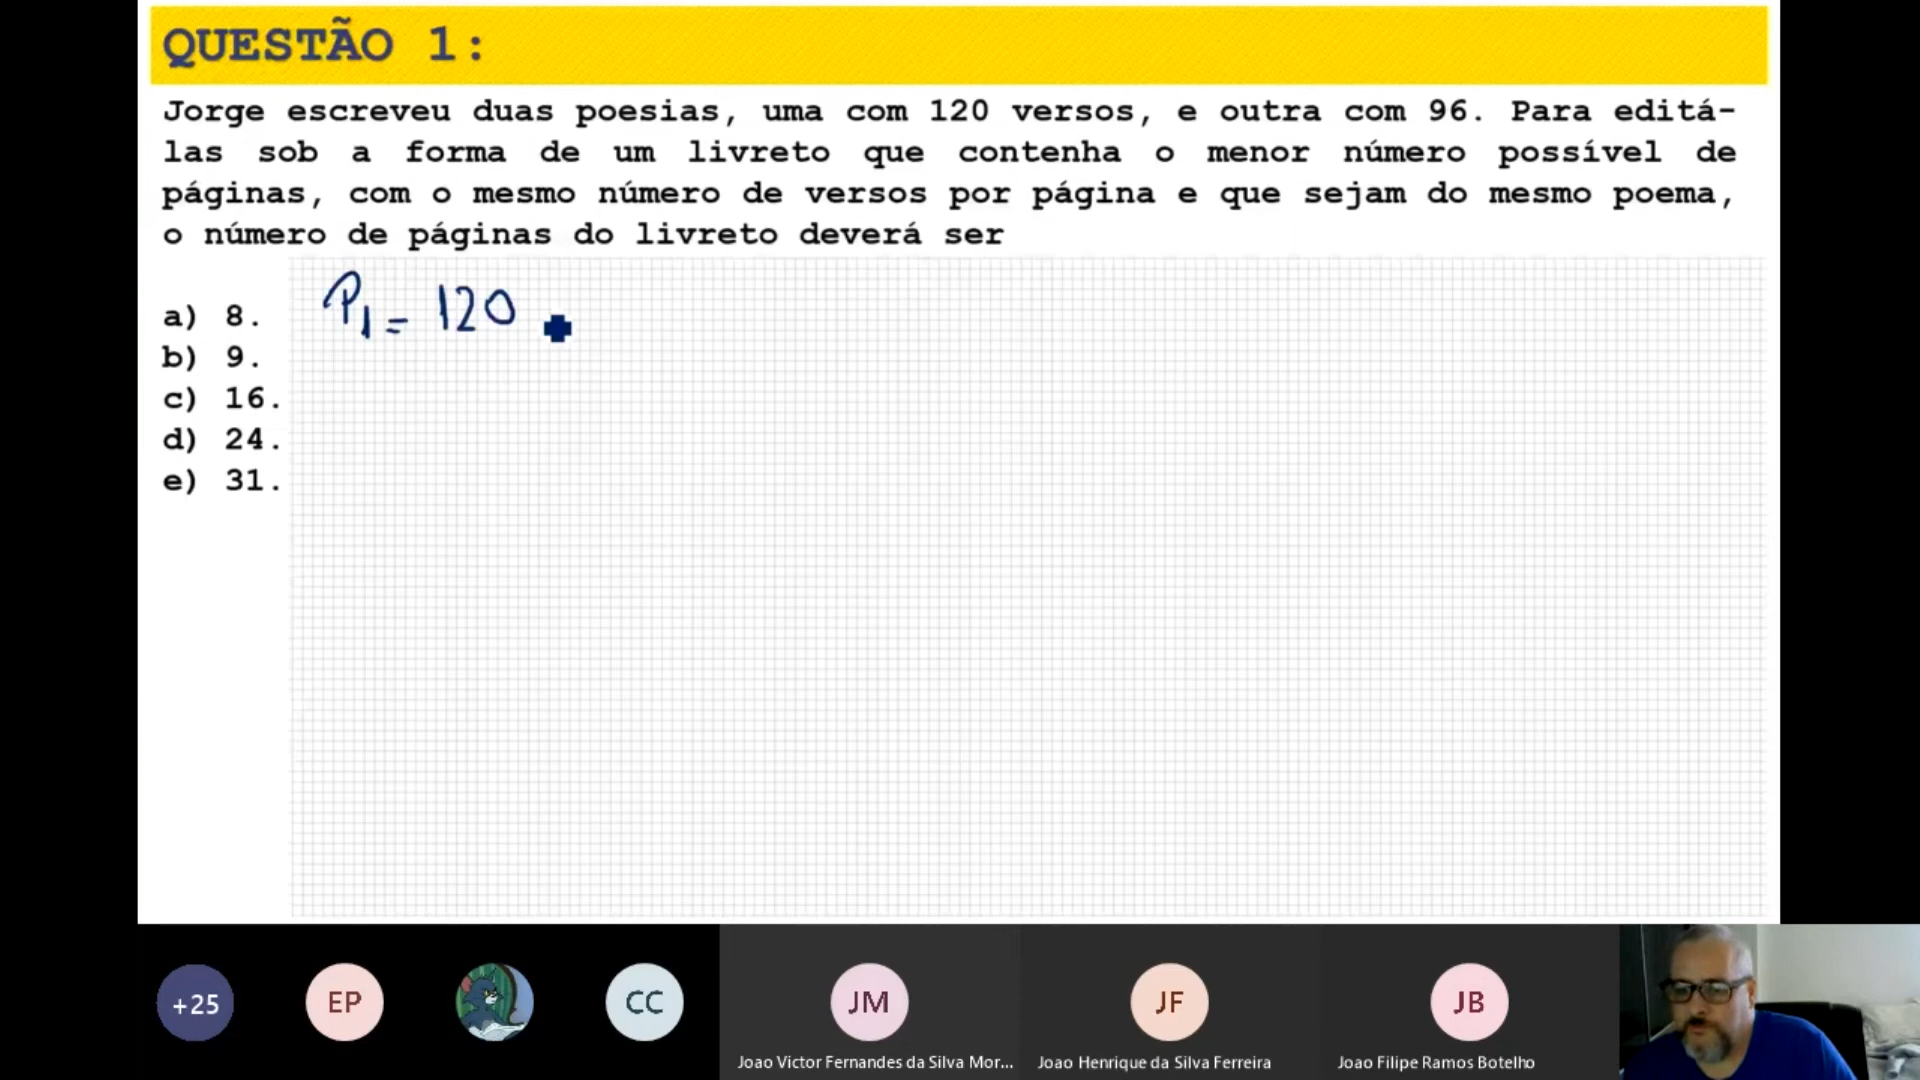 QUESTÃO 1:
Jorge escreveu duas poesias, uma com 120 versos, e outra com 96. Para editá-
las sob a forma de um livreto que contenha o menor número possível de
páginas, com o mesmo número de versos por página e que sejam do mesmo poema,
o número de páginas do livreto deverá ser
a) 8.
b) 9.
c) 16.
d) 24.
e) 31.
P1 = 120
+25
EP
CC
JM
JF
JB
Joao Victor Fernandes da Silva Mor...
Joao Henrique da Silva Ferreira
Joao Filipe Ramos Botelho